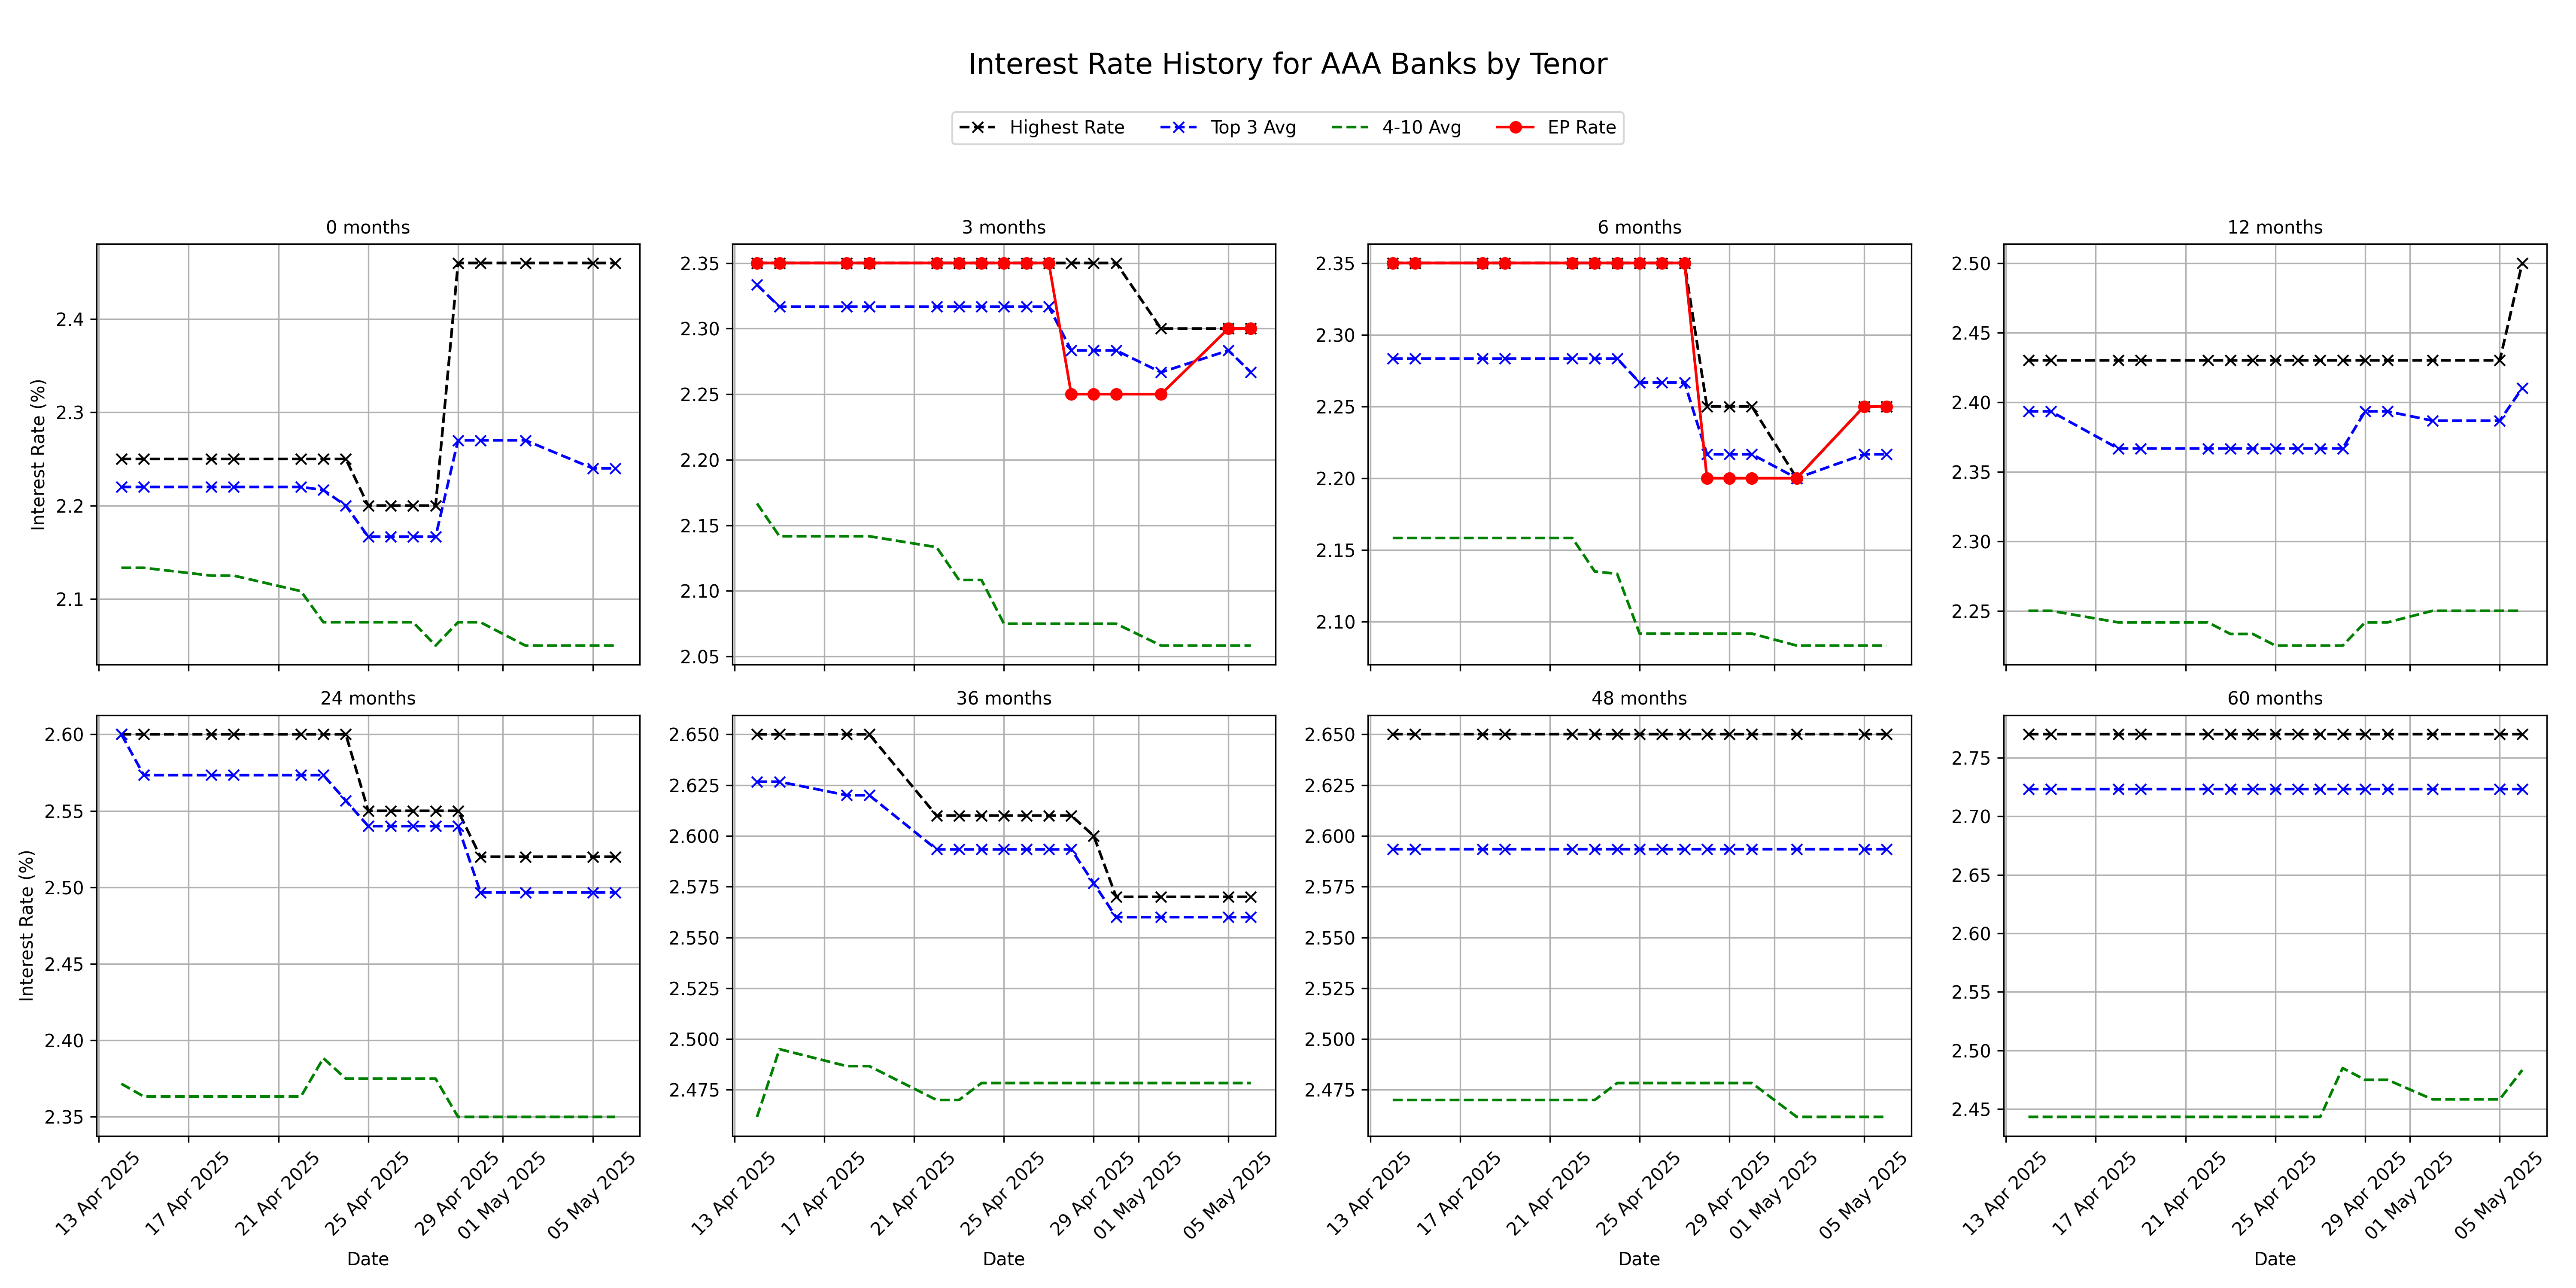 Interest Rate History for AAA Banks by Tenor
Highest Rate Top 3 Avg 4-10 Avg EP Rate
0 months
2.4
2.3
2.2
2.1
Interest Rate (%)
3 months
2.35
2.30
2.25
2.20
2.15
2.10
2.05
6 months
2.35
2.30
2.25
2.20
2.15
2.10
12 months
2.50
2.45
2.40
2.35
2.30
2.25
24 months
2.60
2.55
2.50
2.45
2.40
2.35
Interest Rate (%)
13 Apr 2025
17 Apr 2025
21 Apr 2025
25 Apr 2025
29 Apr 2025
01 May 2025
05 May 2025
Date
36 months
2.650
2.625
2.600
2.575
2.550
2.525
2.500
2.475
13 Apr 2025
17 Apr 2025
21 Apr 2025
25 Apr 2025
29 Apr 2025
01 May 2025
05 May 2025
Date
48 months
2.650
2.625
2.600
2.575
2.550
2.525
2.500
2.475
13 Apr 2025
17 Apr 2025
21 Apr 2025
25 Apr 2025
29 Apr 2025
01 May 2025
05 May 2025
Date
60 months
2.75
2.70
2.65
2.60
2.55
2.50
2.45
13 Apr 2025
17 Apr 2025
21 Apr 2025
25 Apr 2025
29 Apr 2025
01 May 2025
05 May 2025
Date